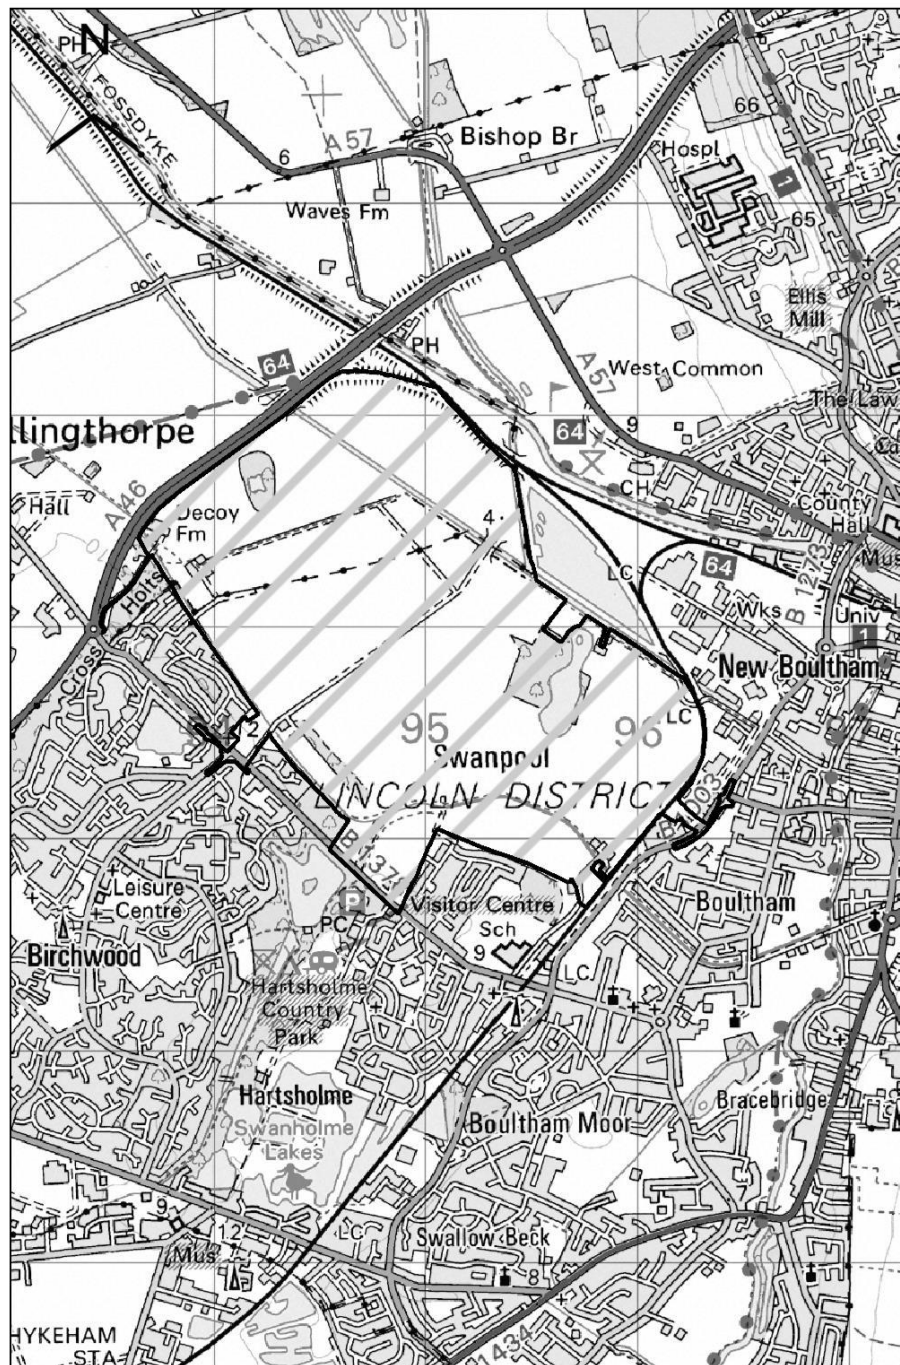 PH
N
FOSSDYKE
A 57
Bishop Br
66
Hospl
1
6
Waves Fm
65
Ellis
Mill
PH
64
A57
West Common
The Law
llingthorpe
64
9
CH
County
Hall
Hall
A 46
Decoy
Fm
4
Mus
LC
64
B 1273
Holts
Wks
Univ
1
Cross
New Boultham
2
95
96
LC
Swanpool
LINCOLN DISTRICT
B1003
P
Visitor Centre
Boultham
Leisure
Centre
PC
Sch
Birchwood
9
LC
Hartsholme
Country
Park
Hartsholme
Swanholme
Lakes
Boultham Moor
Bracebridge
9
12
LC
Swallow Beck
Mus
8
HYKEHAM
STA
1434